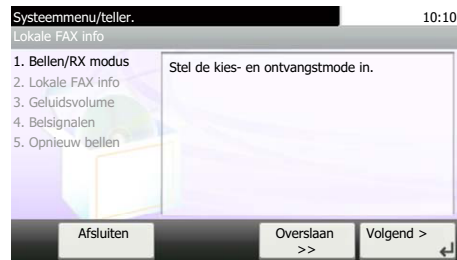 Systeemmenu/teller.
10:10
Lokale FAX info
1. Bellen/RX modus
2. Lokale FAX info
3. Geluidsvolume
4. Belsignalen
5. Opnieuw bellen
Stel de kies- en ontvangstmode in.
Afsluiten
Overslaan
>>
Volgend >